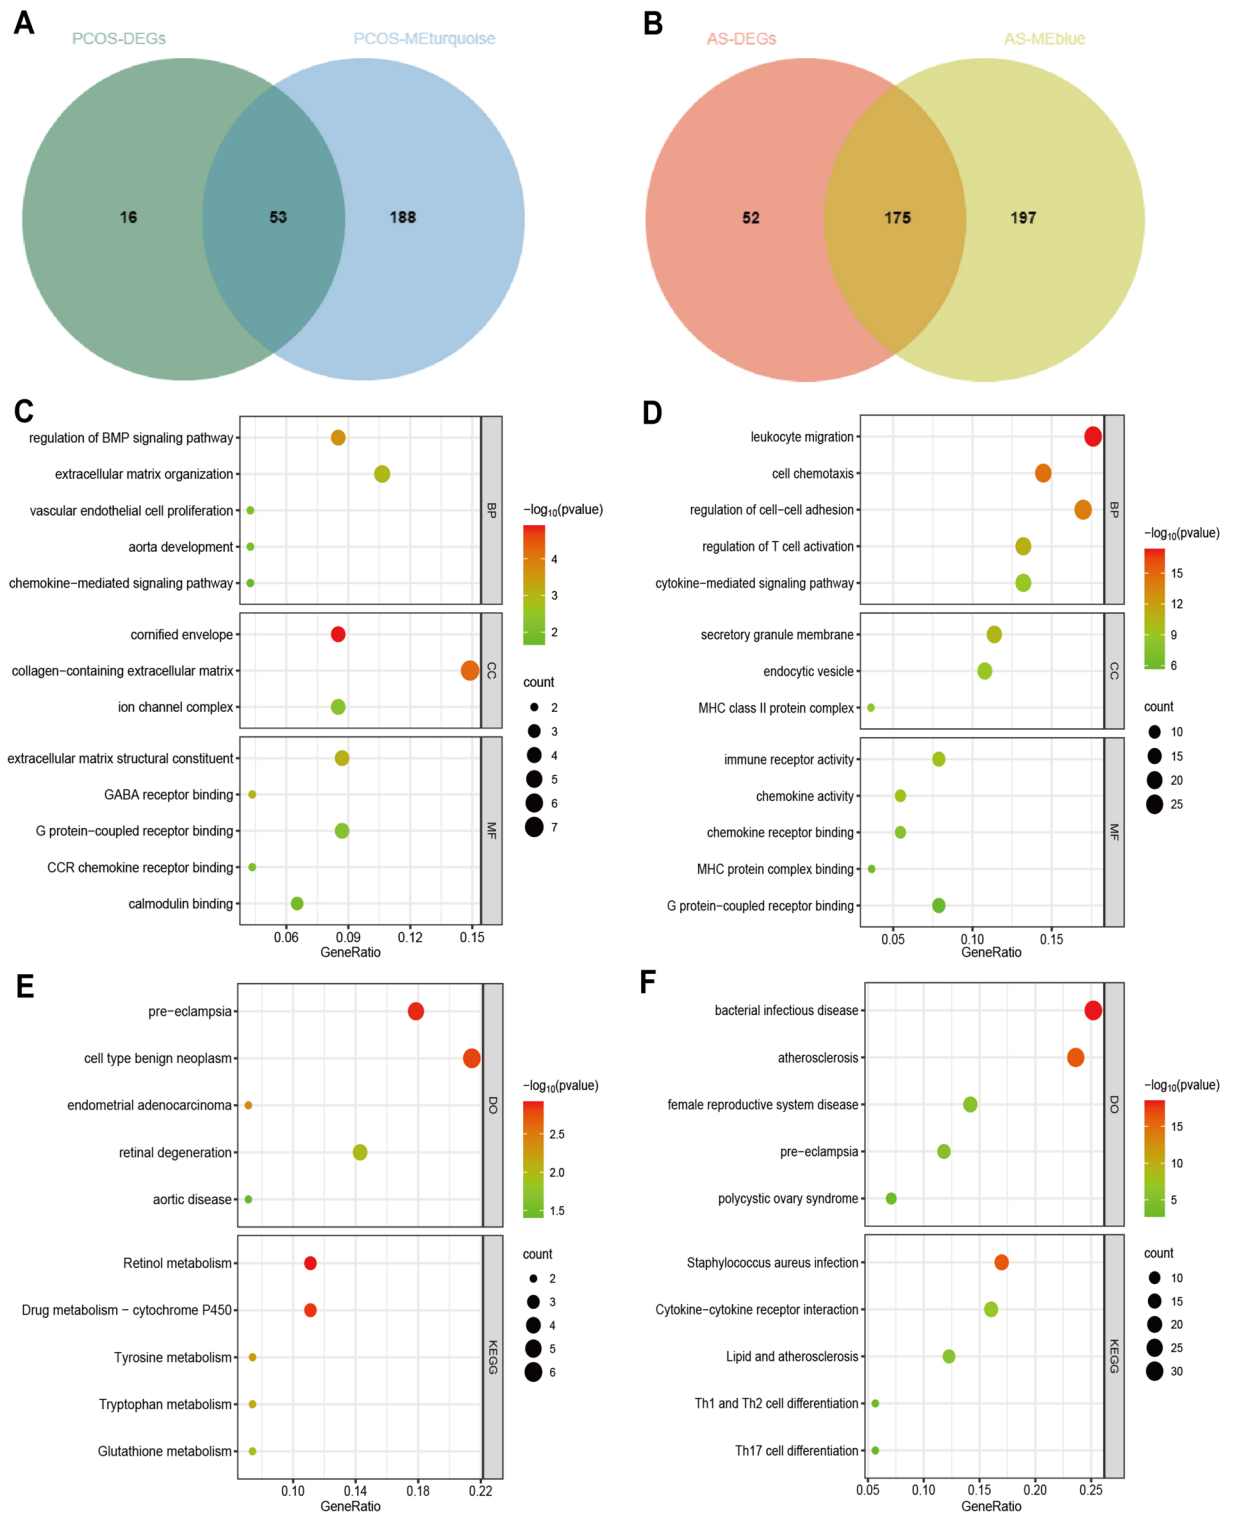 A
PCOS-DEGs
PCOS-MEturquoise
16
53
188
B
AS-DEGs
AS-MEblue
52
175
197
C
regulation of BMP signaling pathway
extracellular matrix organization
vascular endothelial cell proliferation
aorta development
chemokine-mediated signaling pathway
BP
cornified envelope
collagen-containing extracellular matrix
ion channel complex
CC
extracellular matrix structural constituent
GABA receptor binding
G protein-coupled receptor binding
CCR chemokine receptor binding
calmodulin binding
MF
0.06 0.09 0.12 0.15
GeneRatio
−log10(pvalue)
4
3
2
count
2
3
4
5
6
7
D
leukocyte migration
cell chemotaxis
regulation of cell-cell adhesion
regulation of T cell activation
cytokine-mediated signaling pathway
BP
secretory granule membrane
endocytic vesicle
MHC class II protein complex
CC
immune receptor activity
chemokine activity
chemokine receptor binding
MHC protein complex binding
G protein-coupled receptor binding
MF
0.05 0.10 0.15
GeneRatio
−log10(pvalue)
15
12
9
6
count
10
15
20
25
E
pre-eclampsia
cell type benign neoplasm
endometrial adenocarcinoma
retinal degeneration
aortic disease
DO
Retinol metabolism
Drug metabolism − cytochrome P450
Tyrosine metabolism
Tryptophan metabolism
Glutathione metabolism
KEGG
0.10 0.14 0.18 0.22
GeneRatio
−log10(pvalue)
2.5
2.0
1.5
count
2
3
4
5
6
F
bacterial infectious disease
atherosclerosis
female reproductive system disease
pre-eclampsia
polycystic ovary syndrome
DO
Staphylococcus aureus infection
Cytokine-cytokine receptor interaction
Lipid and atherosclerosis
Th1 and Th2 cell differentiation
Th17 cell differentiation
KEGG
0.05 0.10 0.15 0.20 0.25
GeneRatio
−log10(pvalue)
15
10
5
count
10
15
20
25
30